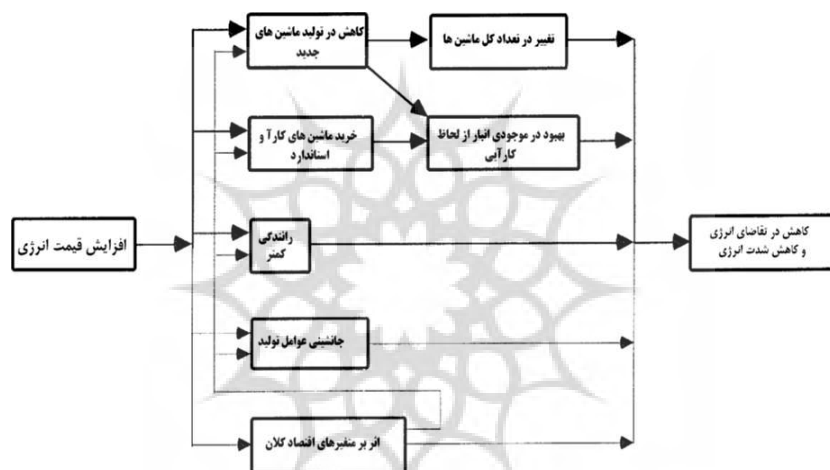 کاهش در تولید ماشین های
جدید
تغییر در تعداد کل ماشین ها
خرید ماشین های کارآ و
استاندارد
بهبود در موجودی انبار از لحاظ
کارآیی
افزایش قیمت انرژی
رانندگی
کمتر
کاهش در تقاضای انرژی
و کاهش شدت انرژی
جانشینی عوامل تولید
اثر بر متغیرهای اقتصاد کلان